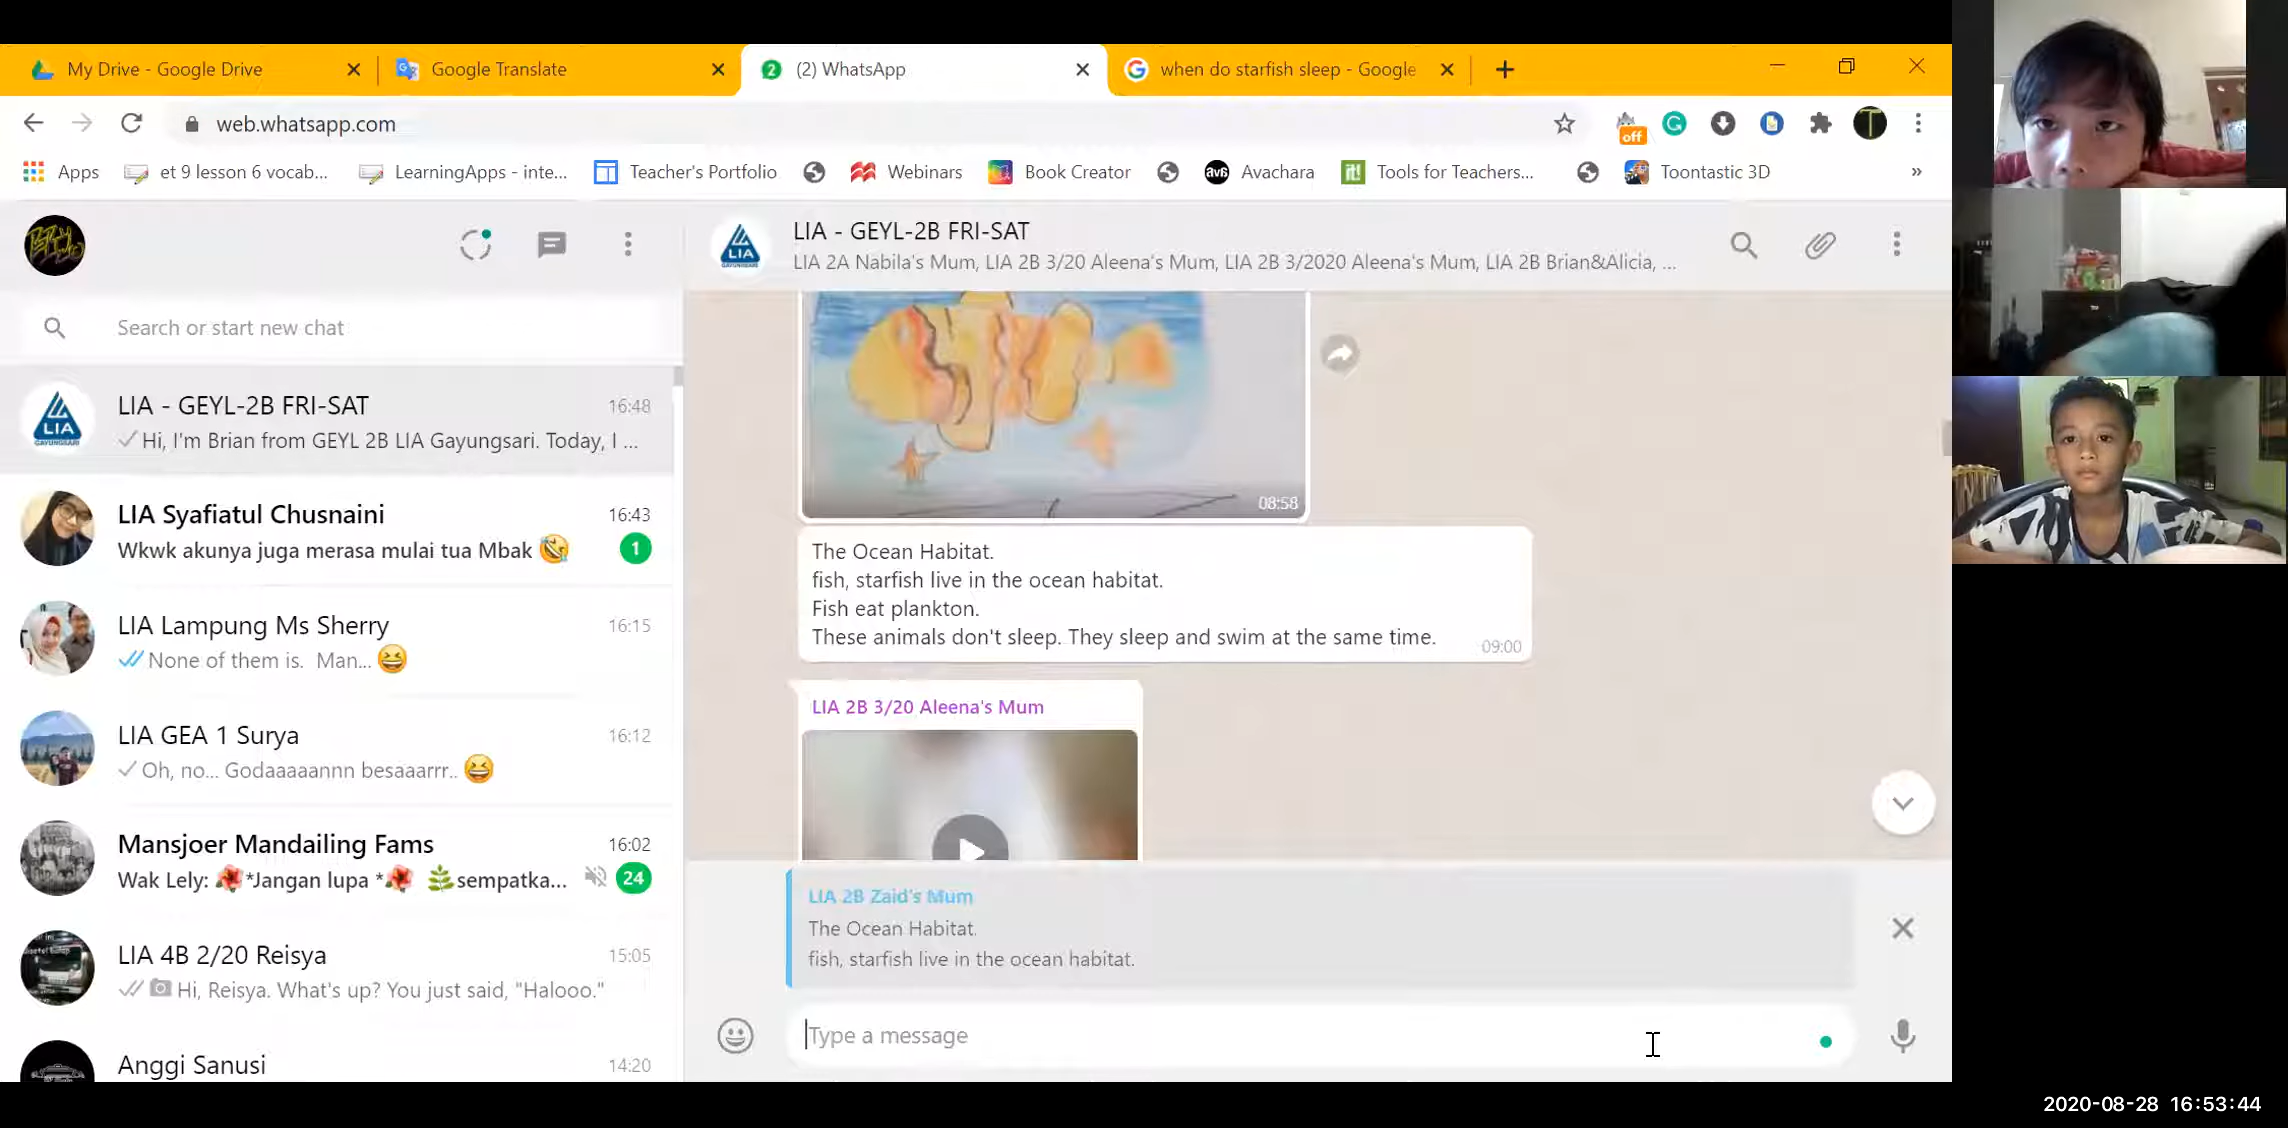 My Drive - Google Drive
Google Translate
(2) WhatsApp
when do starfish sleep - Google
web.whatsapp.com
off
Apps
et 9 lesson 6 vocab...
LearningApps - inte...
Teacher's Portfolio
Webinars
Book Creator
Avachara
Tools for Teachers...
Toontastic 3D
»
LIA - GEYL-2B FRI-SAT
LIA 2A Nabila's Mum, LIA 2B 3/20 Aleena's Mum, LIA 2B 3/2020 Aleena's Mum, LIA 2B Brian&Alicia, ...
Search or start new chat
LIA - GEYL-2B FRI-SAT 16:48
Hi, I'm Brian from GEYL 2B LIA Gayungsari. Today, I ...
LIA Syafiatul Chusnaini 16:43
Wkwk akunya juga merasa mulai tua Mbak 🤣 1
LIA Lampung Ms Sherry 16:15
None of them is. Man... 😆
LIA GEA 1 Surya 16:12
Oh, no... Godaaaaannn besaaarrr.. 😆
Mansjoer Mandailing Fams 16:02
Wak Lely: 🌺*Jangan lupa *🌺 🌿sempatka... 24
LIA 4B 2/20 Reisya 15:05
Hi, Reisya. What's up? You just said, "Halooo."
Anggi Sanusi 14:20
08:58
The Ocean Habitat.
fish, starfish live in the ocean habitat.
Fish eat plankton.
These animals don't sleep. They sleep and swim at the same time. 09:00
LIA 2B 3/20 Aleena's Mum
LIA 2B Zaid's Mum
The Ocean Habitat.
fish, starfish live in the ocean habitat.
Type a message
2020-08-28 16:53:44